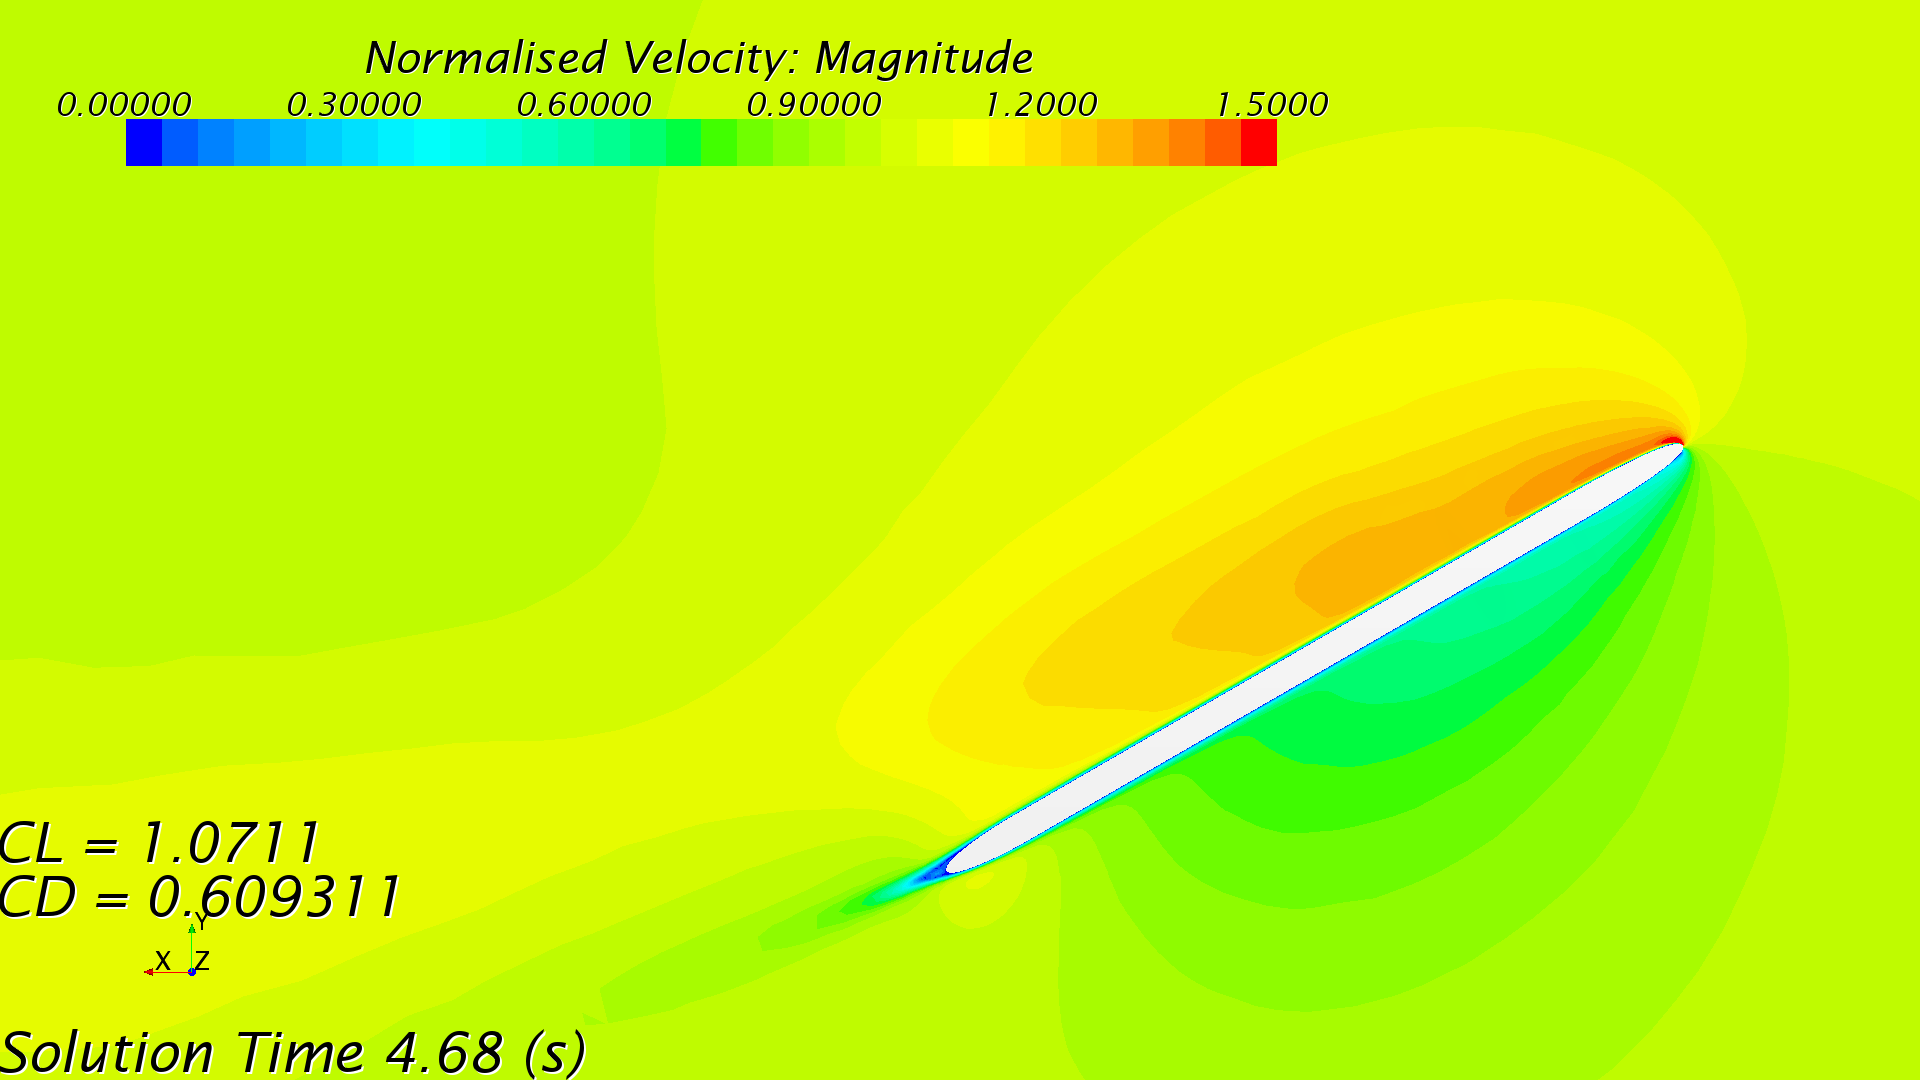 Normalised Velocity: Magnitude
0.00000 0.30000 0.60000 0.90000 1.2000 1.5000
CL = 1.0711
CD = 0.609311
Y
X Z
Solution Time 4.68 (s)